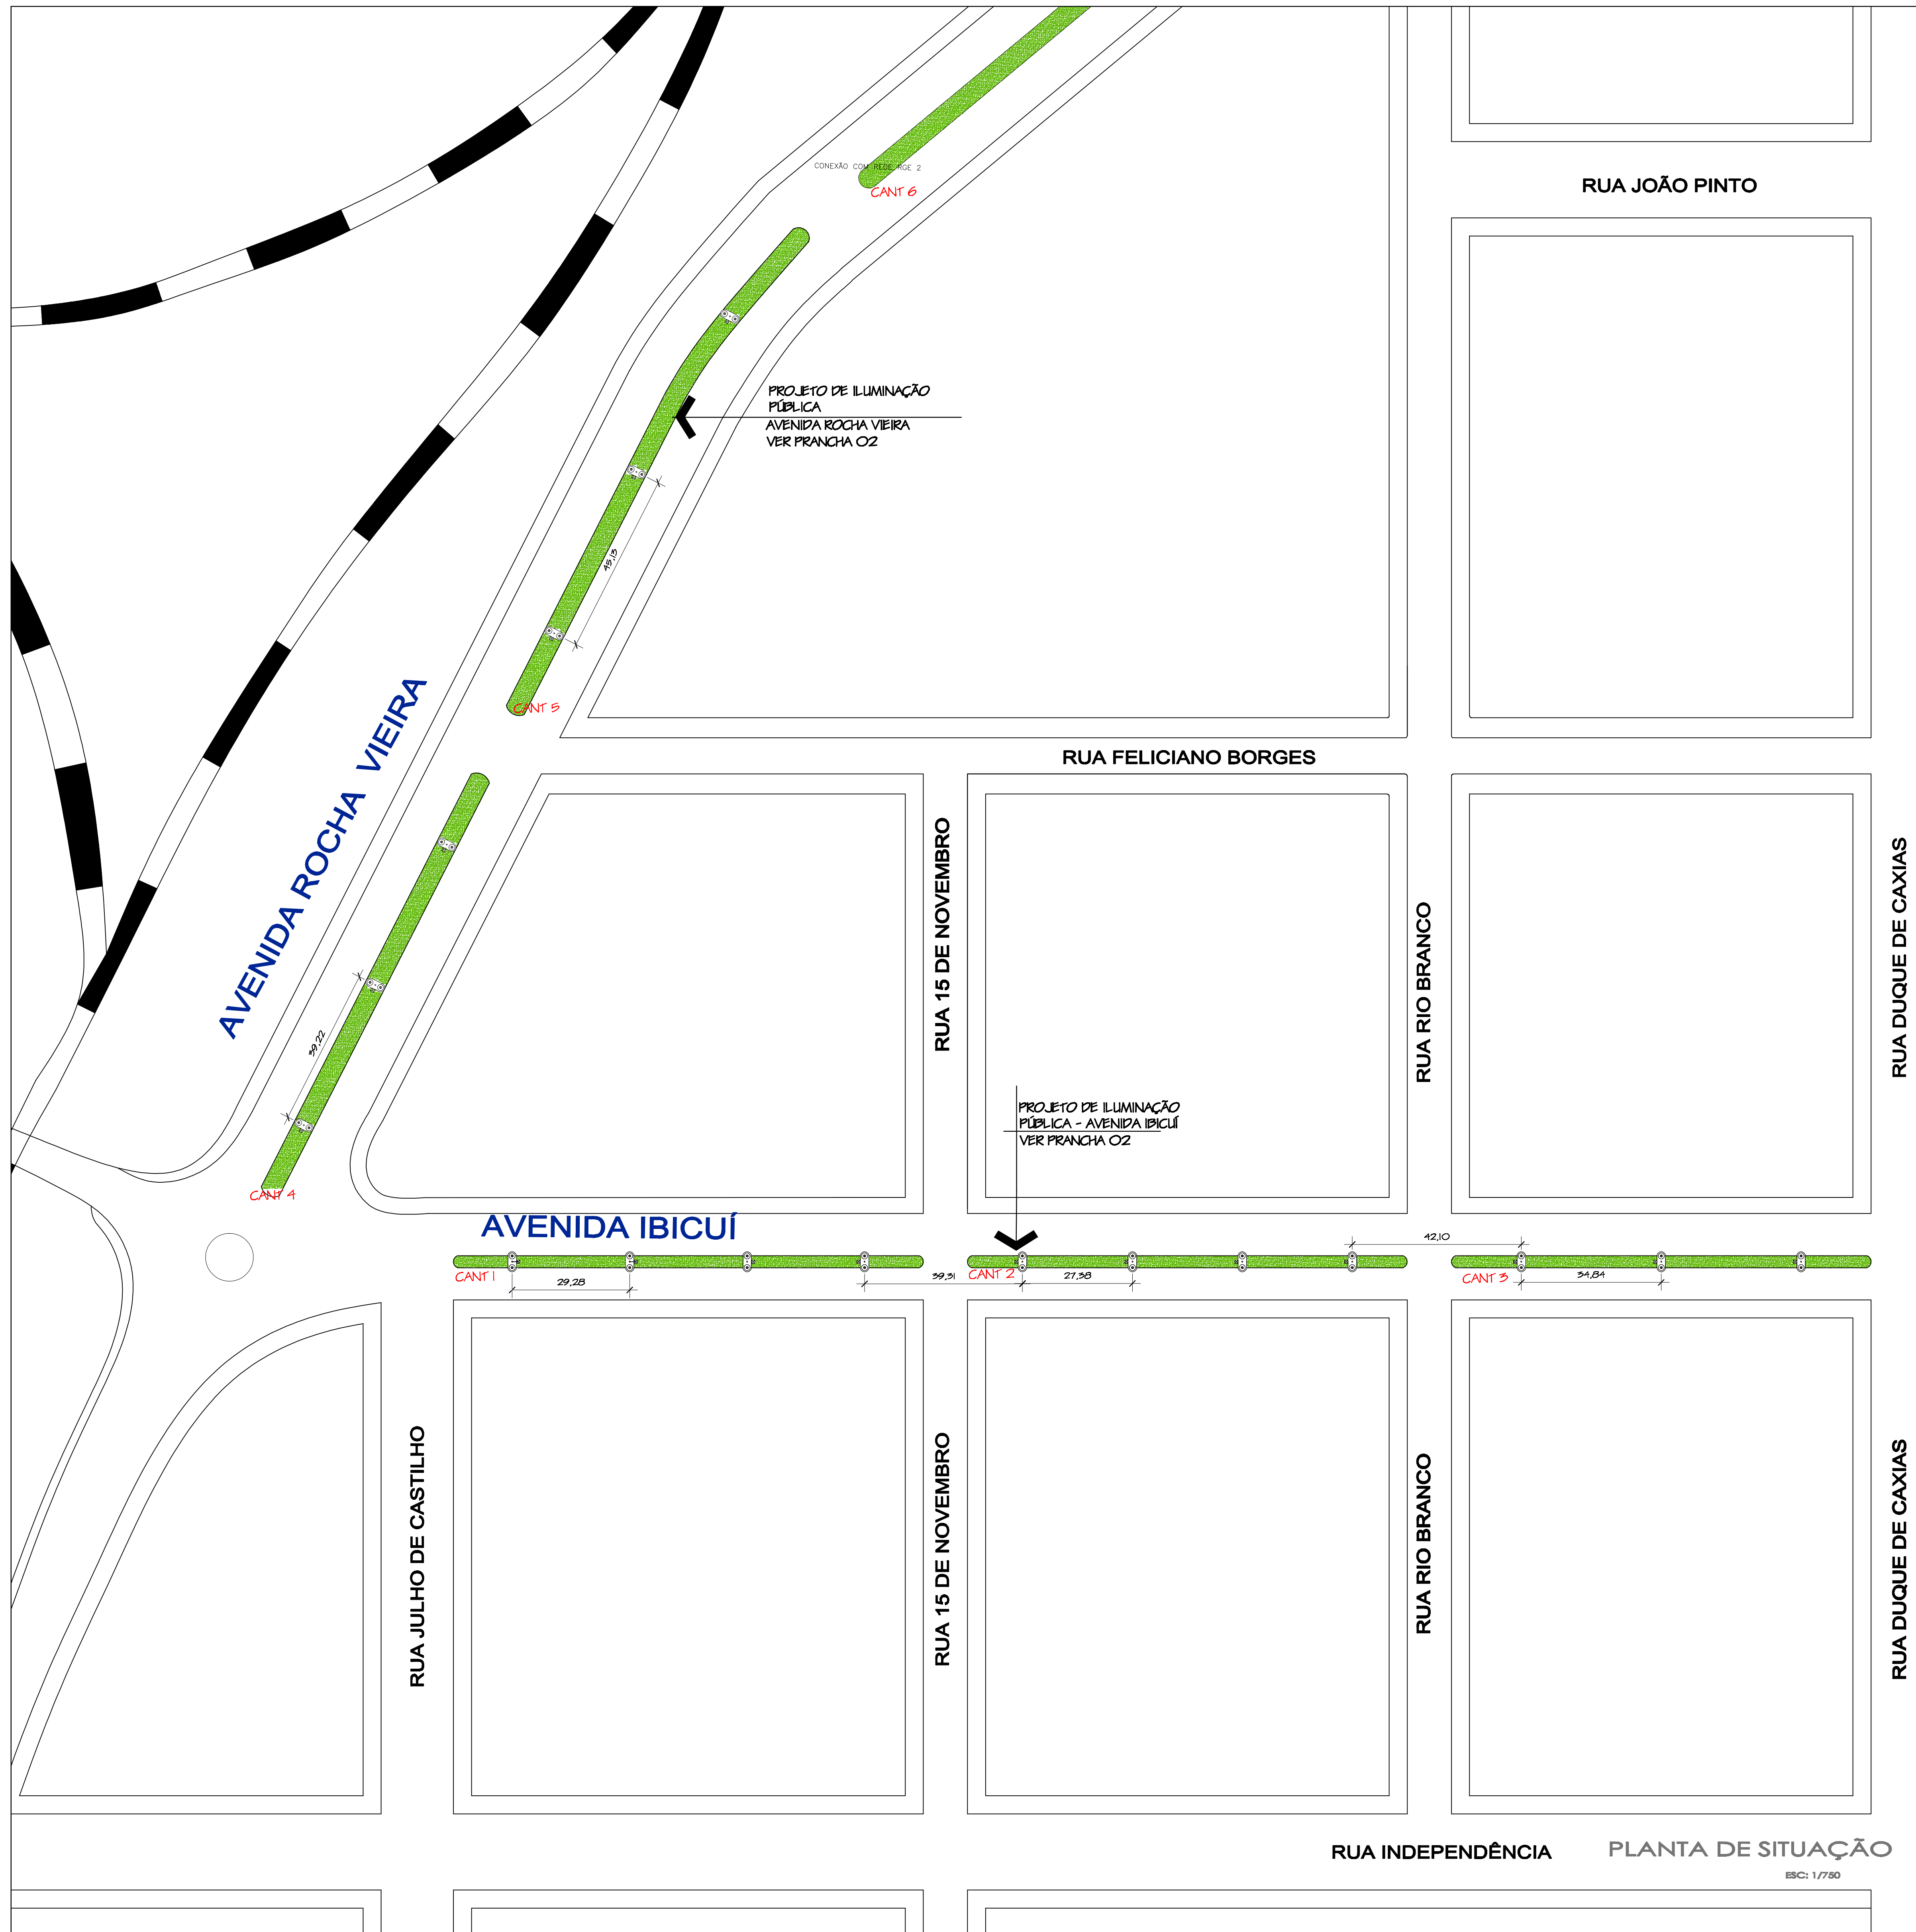 CONEXÃO COM REDE RGE 2
CANT 6
RUA JOÃO PINTO
PROJETO DE ILUMINAÇÃO
PÚBLICA
AVENIDA ROCHA VIEIRA
VER PRANCHA 02
45,13
CANT 5
AVENIDA ROCHA VIEIRA
RUA FELICIANO BORGES
RUA 15 DE NOVEMBRO
RUA RIO BRANCO
RUA DUQUE DE CAXIAS
39,22
CANT 4
PROJETO DE ILUMINAÇÃO
PÚBLICA - AVENIDA IBICUÍ
VER PRANCHA 02
AVENIDA IBICUÍ
42,10
CANT 1
29,28
39,31
CANT 2
27,38
CANT 3
34,84
RUA JULHO DE CASTILHO
RUA 15 DE NOVEMBRO
RUA RIO BRANCO
RUA DUQUE DE CAXIAS
RUA INDEPENDÊNCIA
PLANTA DE SITUAÇÃO
ESC: 1/750